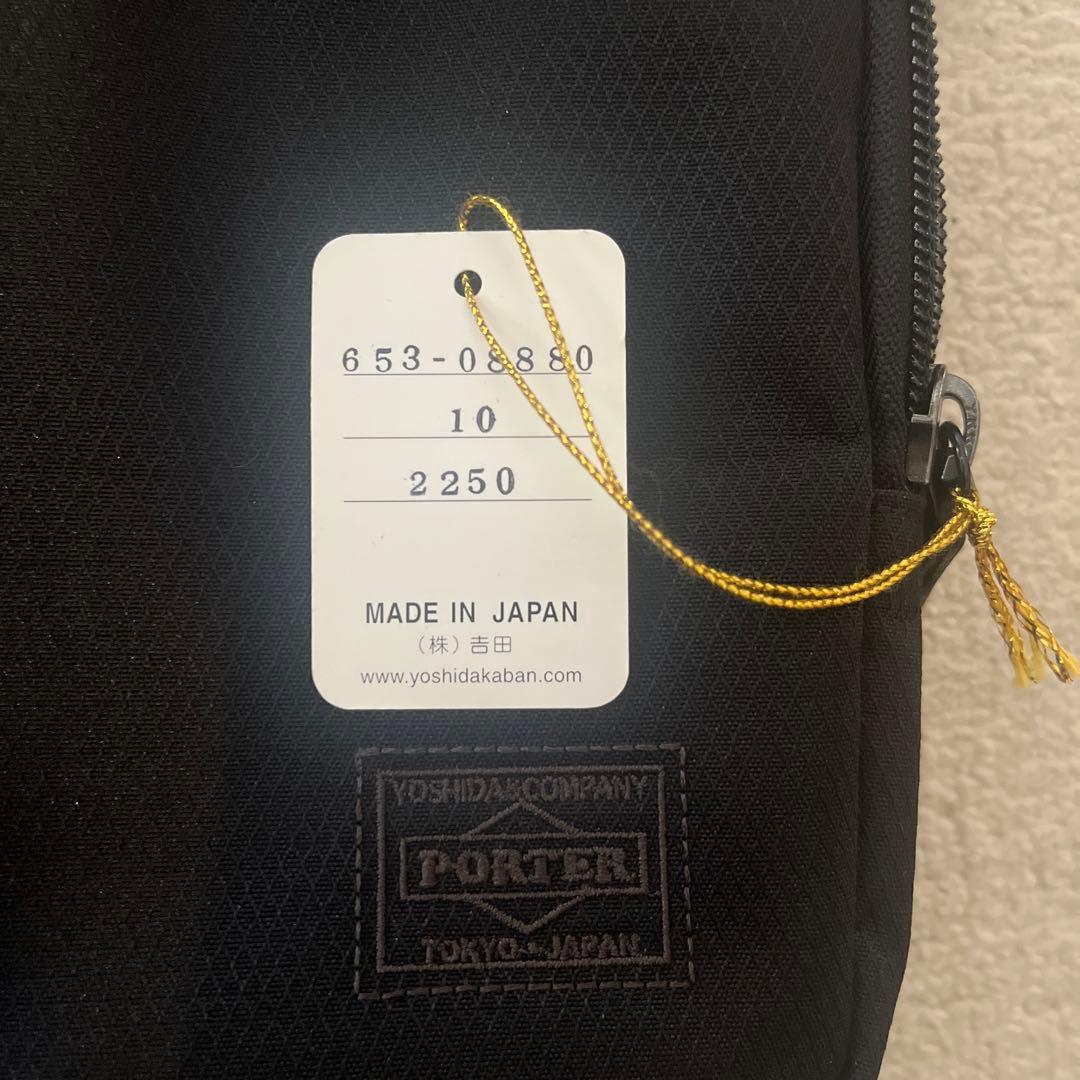 653-08880
10
2250
MADE IN JAPAN
(株)吉田
www.yoshidakaban.com
YOSHIDA&COMPANY
PORTER
TOKYO-JAPAN